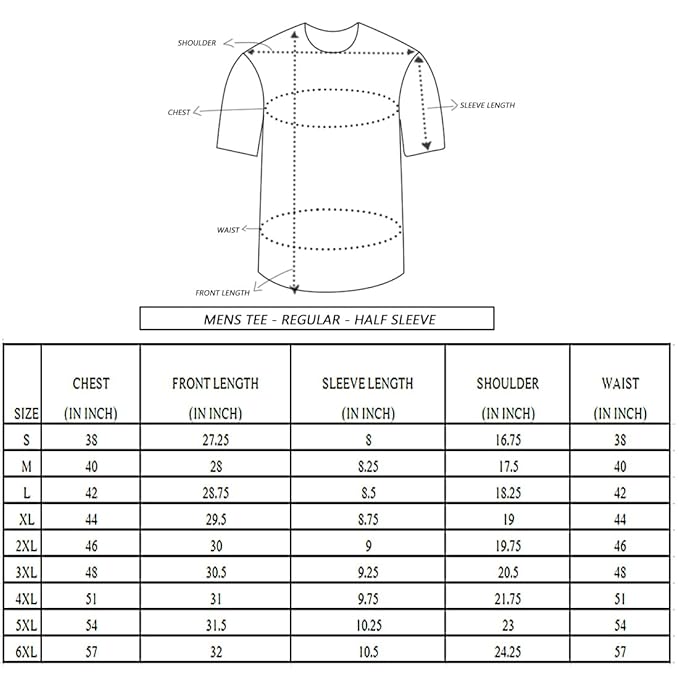 SHOULDER
CHEST
SLEEVE LENGTH
WAIST
FRONT LENGTH
MENS TEE - REGULAR - HALF SLEEVE
SIZE CHEST (IN INCH) FRONT LENGTH (IN INCH) SLEEVE LENGTH (IN INCH) SHOULDER (IN INCH) WAIST (IN INCH)
S 38 27.25 8 16.75 38
M 40 28 8.25 17.5 40
L 42 28.75 8.5 18.25 42
XL 44 29.5 8.75 19 44
2XL 46 30 9 19.75 46
3XL 48 30.5 9.25 20.5 48
4XL 51 31 9.75 21.75 51
5XL 54 31.5 10.25 23 54
6XL 57 32 10.5 24.25 57